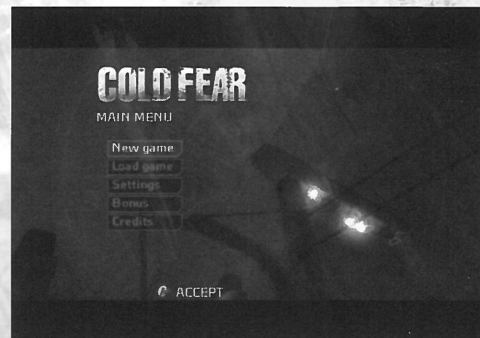 COLD FEAR
MAIN MENU
New game
Load game
Settings
Bonus
Credits
ACCEPT